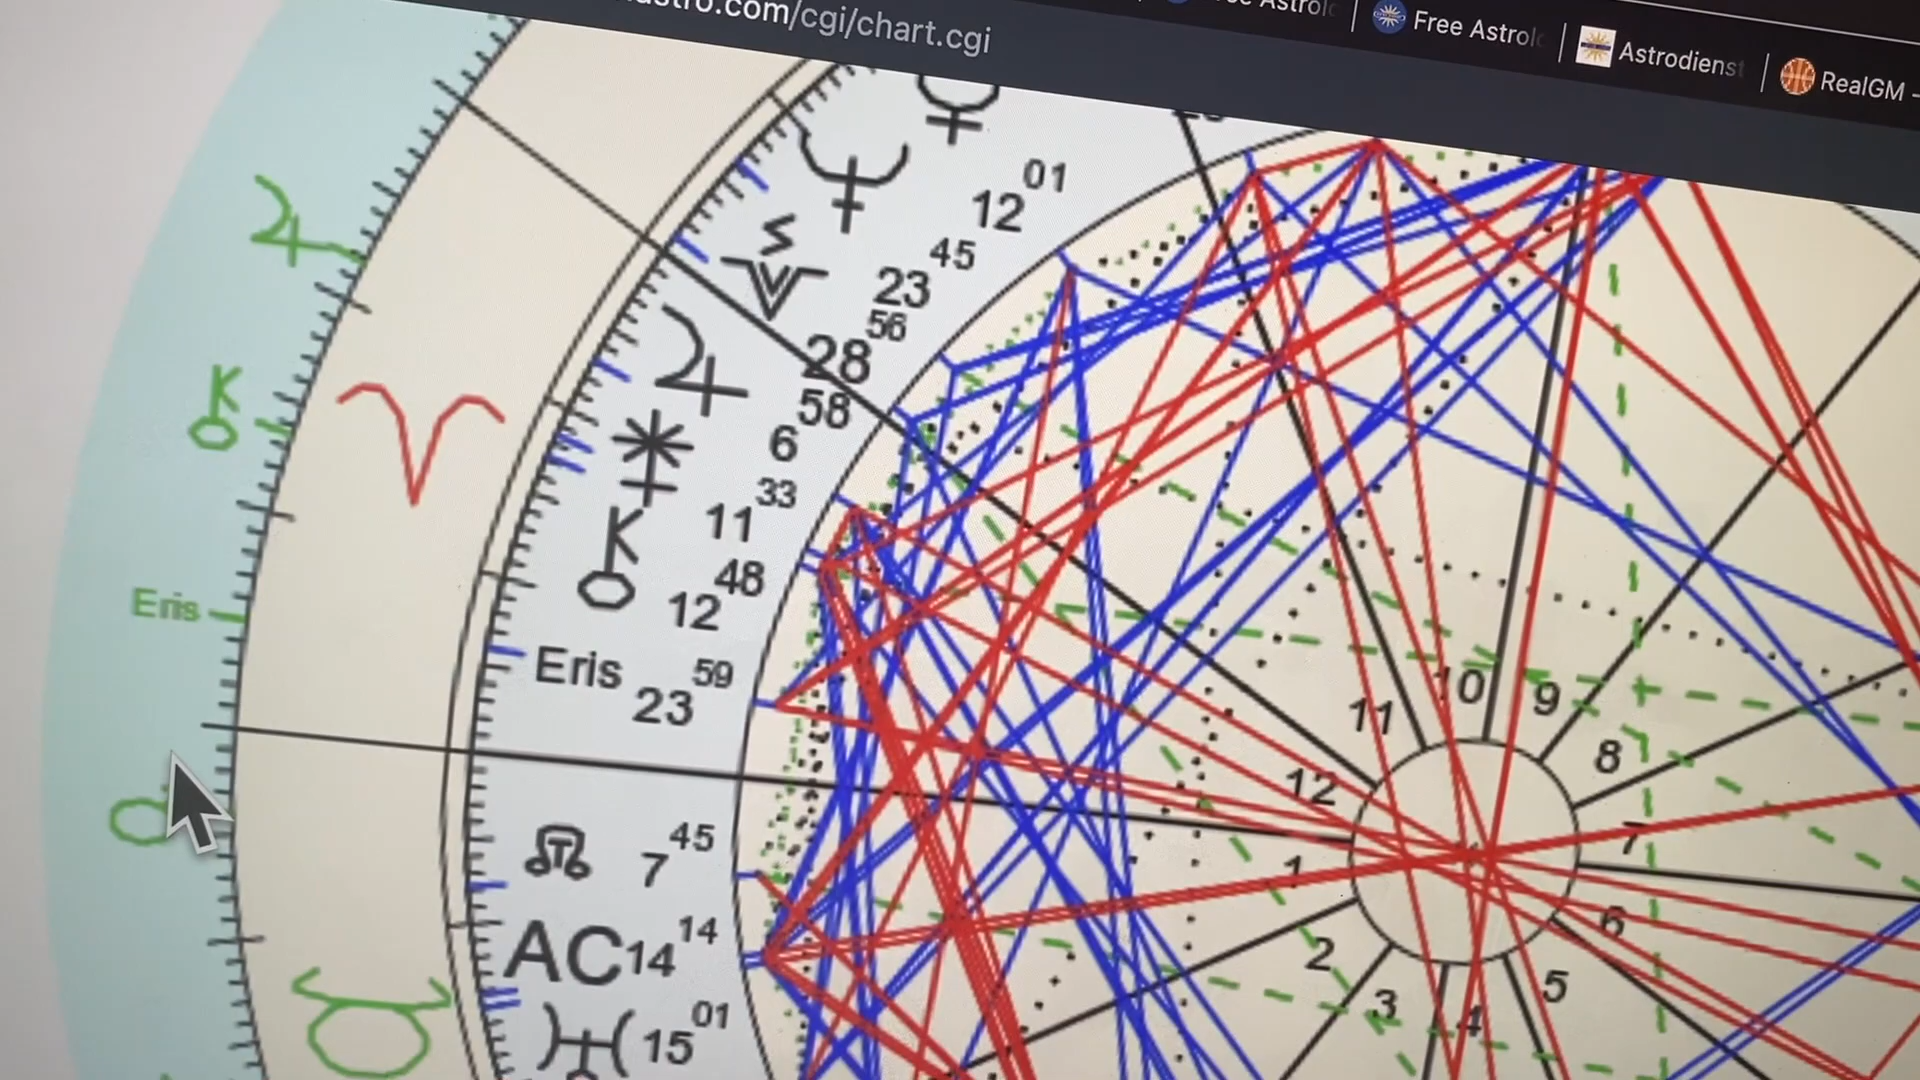 astro.com/cgi/chart.cgi
Free Astrol
Astrodienst
RealGM -
12 01
23 45
28 56
6 58
11 33
12 48
Eris 23 59
Eris
7 45
AC 14 14
15 01
10
9
11
8
12
7
1
6
2
5
3
4